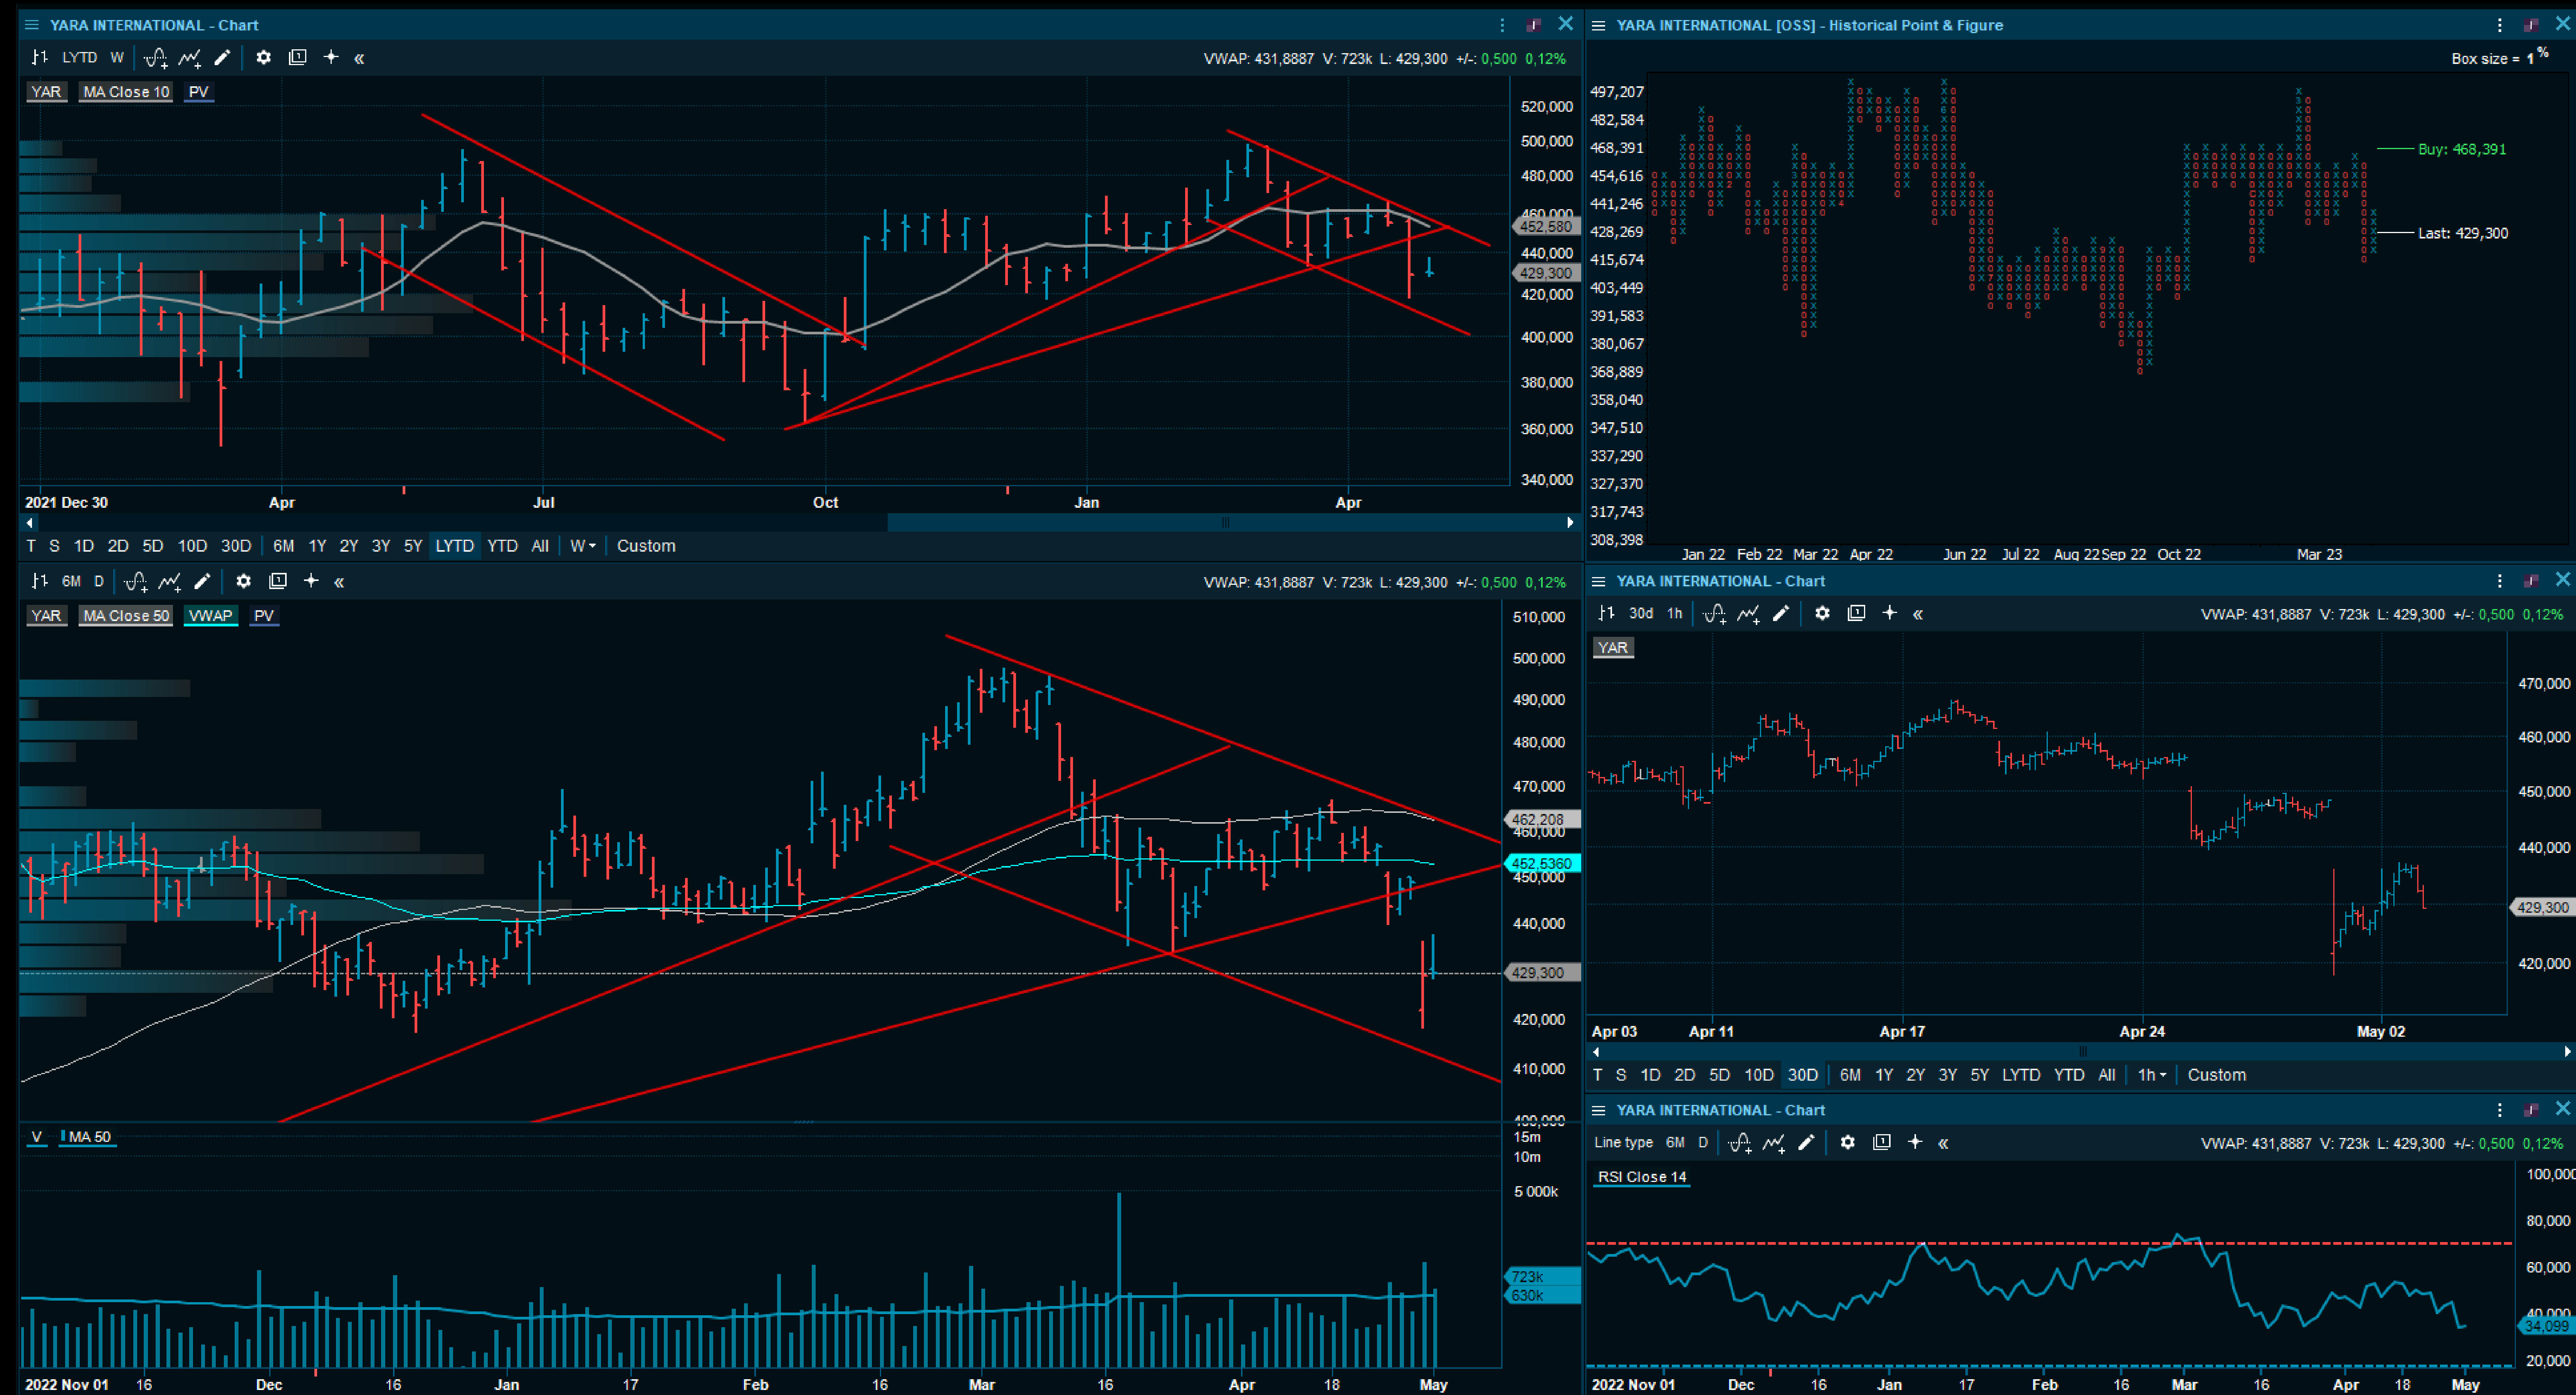 YARA INTERNATIONAL - Chart
LYTD W
VWAP: 431,8887 V: 723k L: 429,300 +/-: 0,500 0,12%
YAR MA Close 10 PV
520,000
500,000
480,000
460,000
452,580
440,000
429,300
420,000
400,000
380,000
360,000
340,000
2021 Dec 30 Apr Jul Oct Jan Apr
T S 1D 2D 5D 10D 30D 6M 1Y 2Y 3Y 5Y LYTD YTD All W Custom
6M D
VWAP: 431,8887 V: 723k L: 429,300 +/-: 0,500 0,12%
YAR MA Close 50 VWAP PV
510,000
500,000
490,000
480,000
470,000
462,208
460,000
452,5360
450,000
440,000
429,300
420,000
410,000
400,000
V MA 50
15m
10m
5 000k
723k
630k
2022 Nov 01 16 Dec 16 Jan 17 Feb 16 Mar 16 Apr 18 May
YARA INTERNATIONAL [OSS] - Historical Point & Figure
Box size = 1 %
497,207
482,584
468,391
Buy: 468,391
454,616
441,246
428,269
Last: 429,300
415,674
403,449
391,583
380,067
368,889
358,040
347,510
337,290
327,370
317,743
308,398
Jan 22 Feb 22 Mar 22 Apr 22 Jun 22 Jul 22 Aug 22 Sep 22 Oct 22 Mar 23
YARA INTERNATIONAL - Chart
30d 1h
VWAP: 431,8887 V: 723k L: 429,300 +/-: 0,500 0,12%
YAR
470,000
460,000
450,000
440,000
429,300
420,000
Apr 03 Apr 11 Apr 17 Apr 24 May 02
T S 1D 2D 5D 10D 30D 6M 1Y 2Y 3Y 5Y LYTD YTD All 1h Custom
YARA INTERNATIONAL - Chart
Line type 6M D
VWAP: 431,8887 V: 723k L: 429,300 +/-: 0,500 0,12%
RSI Close 14
100,000
80,000
60,000
40,000
34,099
20,000
2022 Nov 01 Dec 16 Jan 17 Feb 16 Mar 16 Apr 18 May